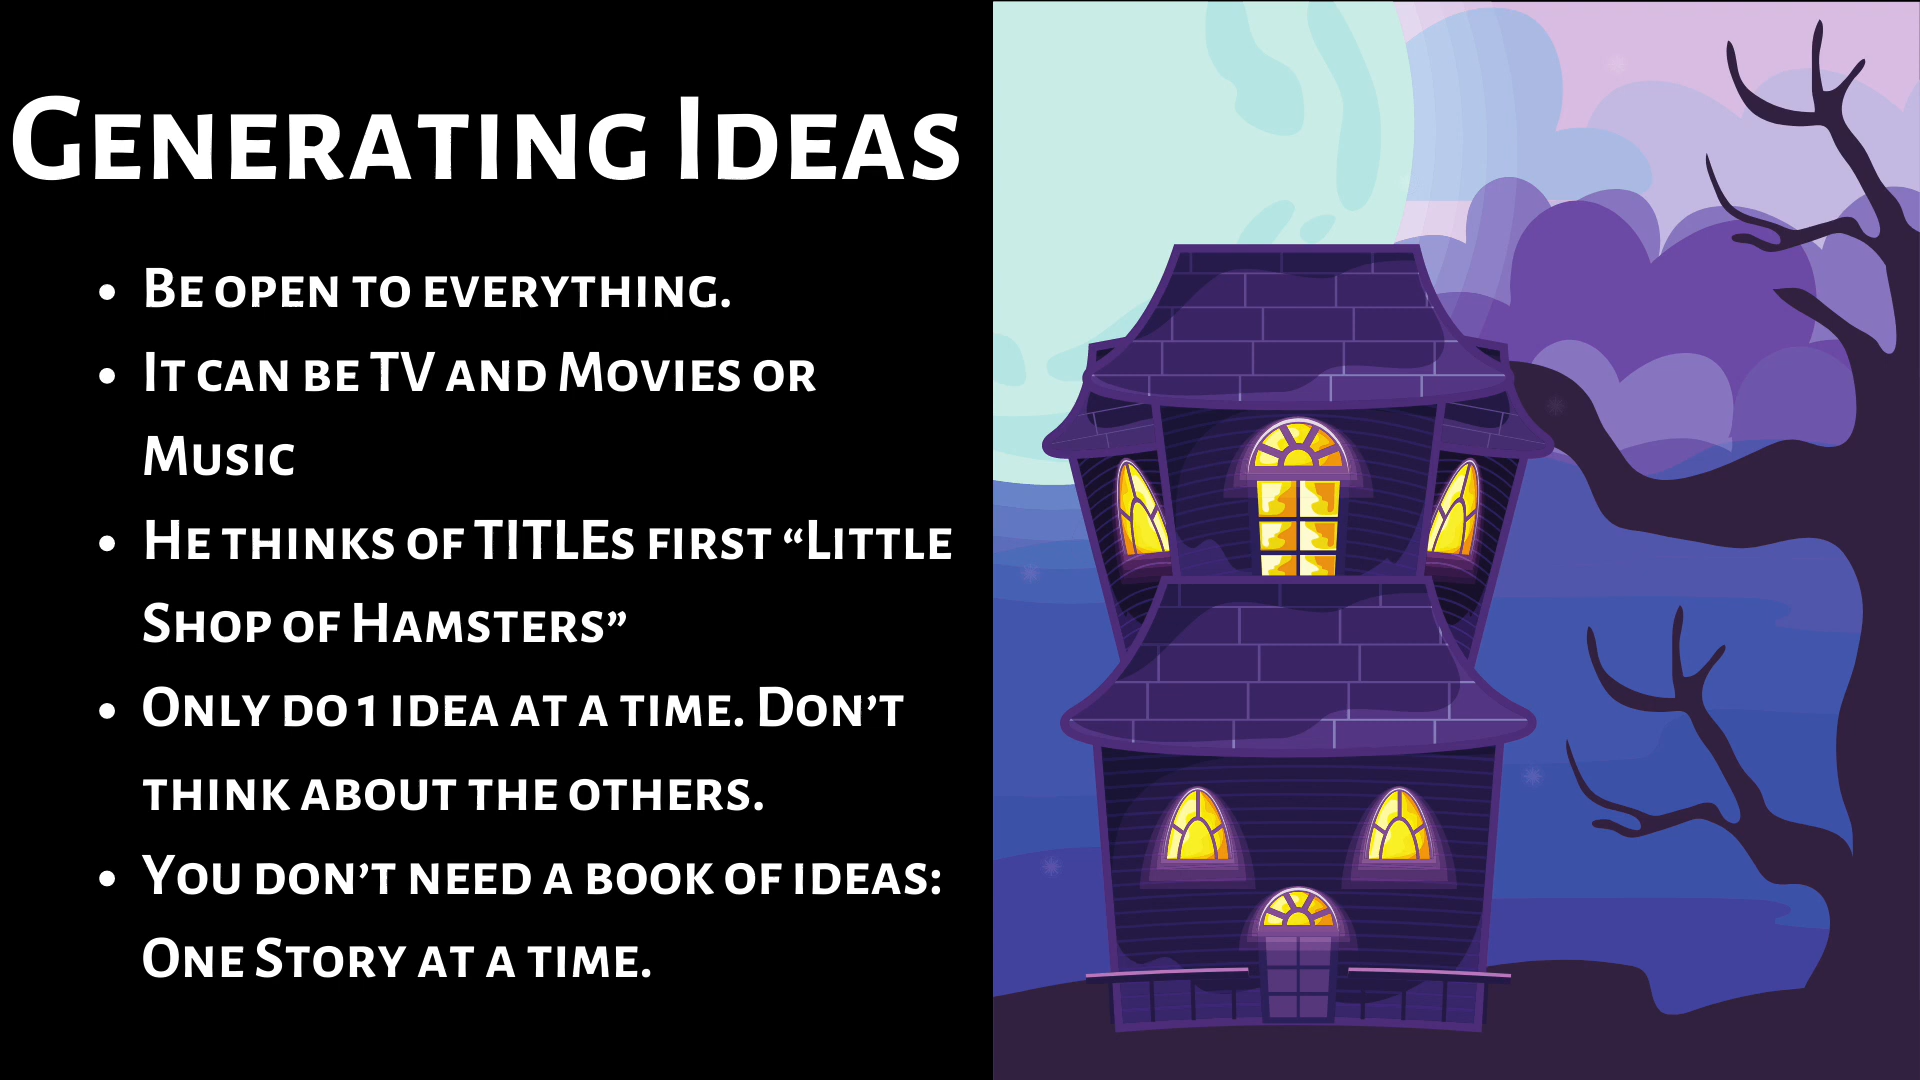 Generating Ideas
• Be open to everything.
• It can be TV and Movies or
Music
• He thinks of TITLEs first “Little
Shop of Hamsters”
• Only do 1 idea at a time. Don’t
think about the others.
• You don’t need a book of ideas:
One Story at a time.